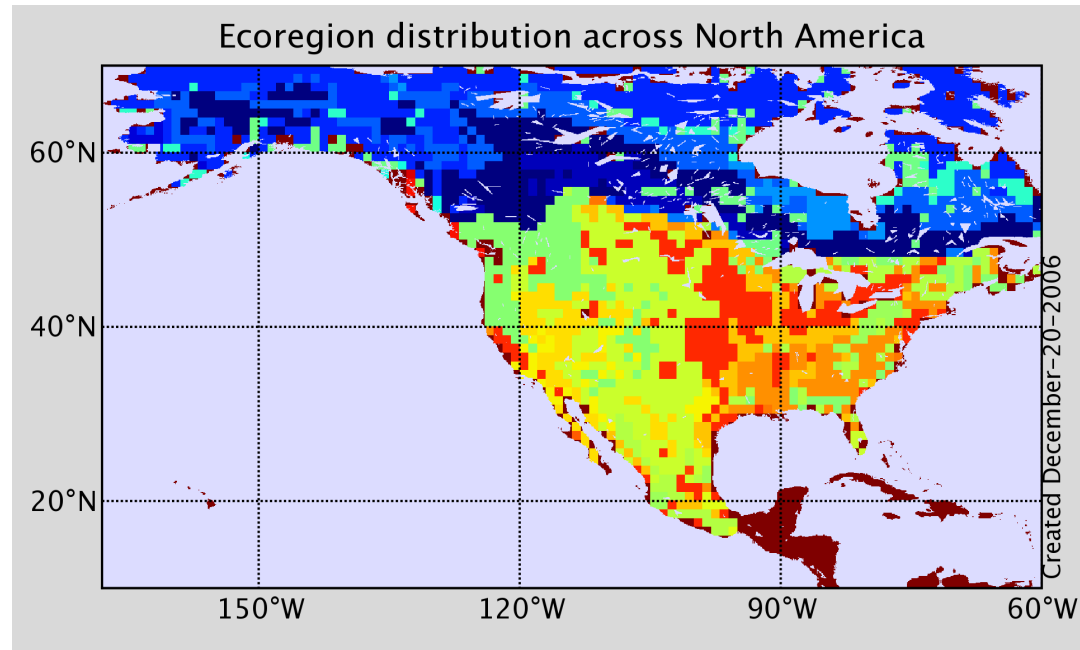 Ecoregion distribution across North America
60°N
40°N
20°N
150°W
120°W
90°W
60°W
Created December-20-2006